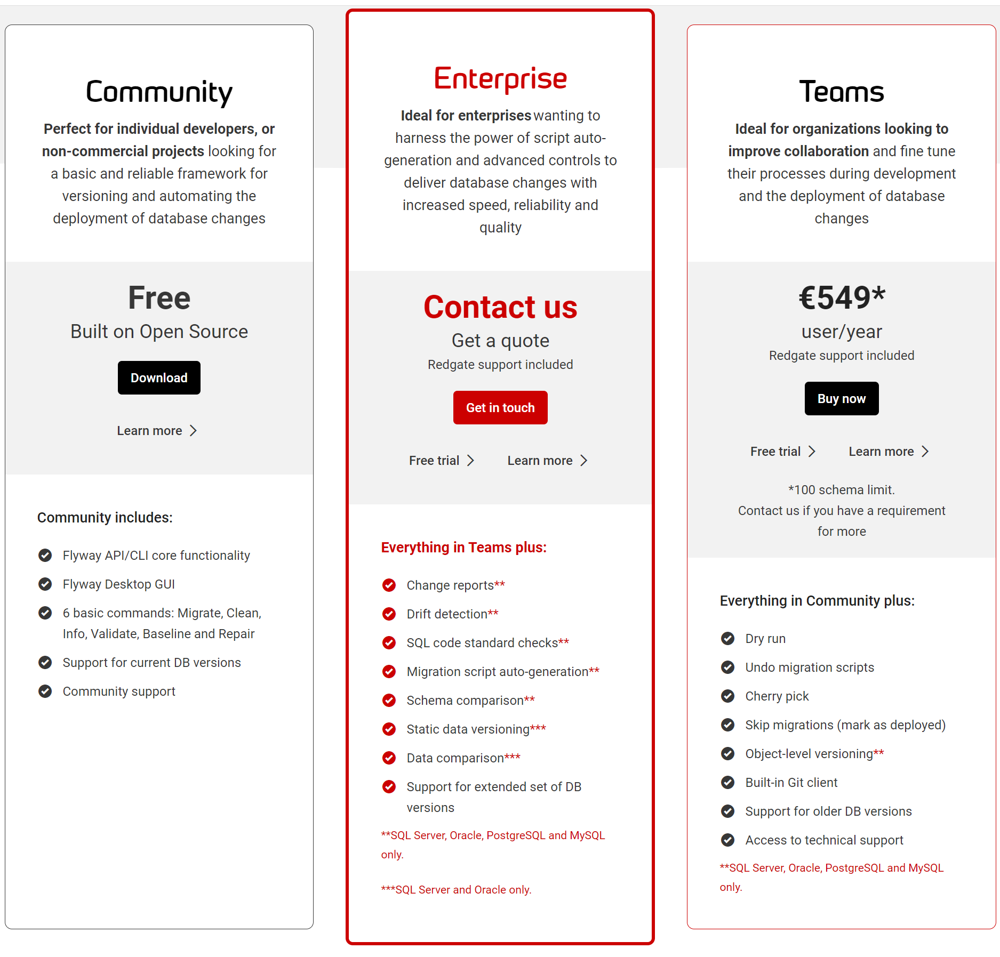 Community
Perfect for individual developers, or
non-commercial projects looking for
a basic and reliable framework for
versioning and automating the
deployment of database changes
Free
Built on Open Source
Download
Learn more
Community includes:
Flyway API/CLI core functionality
Flyway Desktop GUI
6 basic commands: Migrate, Clean,
Info, Validate, Baseline and Repair
Support for current DB versions
Community support
Enterprise
Ideal for enterprises wanting to
harness the power of script auto-
generation and advanced controls to
deliver database changes with
increased speed, reliability and
quality
Contact us
Get a quote
Redgate support included
Get in touch
Free trial Learn more
Everything in Teams plus:
Change reports**
Drift detection**
SQL code standard checks**
Migration script auto-generation**
Schema comparison**
Static data versioning***
Data comparison***
Support for extended set of DB
versions
**SQL Server, Oracle, PostgreSQL and MySQL
only.
***SQL Server and Oracle only.
Teams
Ideal for organizations looking to
improve collaboration and fine tune
their processes during development
and the deployment of database
changes
€549*
user/year
Redgate support included
Buy now
Free trial Learn more
*100 schema limit.
Contact us if you have a requirement
for more
Everything in Community plus:
Dry run
Undo migration scripts
Cherry pick
Skip migrations (mark as deployed)
Object-level versioning**
Built-in Git client
Support for older DB versions
Access to technical support
**SQL Server, Oracle, PostgreSQL and MySQL
only.